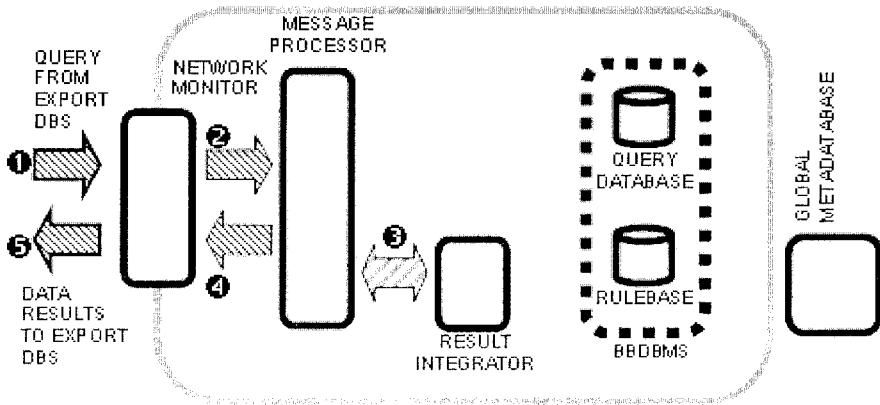 MESSAGE
PROCESSOR
QUERY
FROM
EXPORT
DBS
NETWORK
MONITOR
1
2
QUERY
DATABASE
GLOBAL
METADATABASE
5
4
3
DATA
RESULTS
TO EXPORT
DBS
RULEBASE
RESULT
INTEGRATOR
BBDBMS